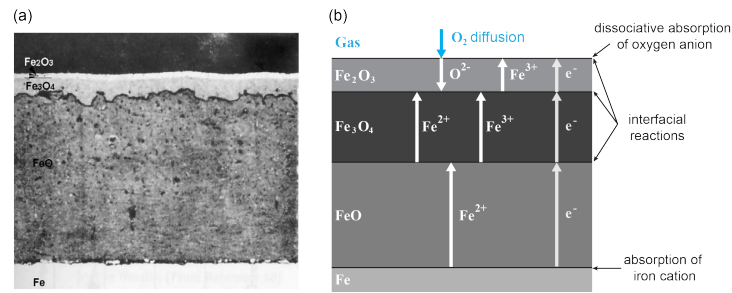 (a)
Fe2O3
Fe3O4
FeO
Fe
(b)
Gas
O2 diffusion
dissociative absorption
of oxygen anion
Fe2O3
O2-
Fe3+
e-
Fe3O4
Fe2+
Fe3+
e-
interfacial
reactions
FeO
Fe2+
e-
absorption of
iron cation
Fe